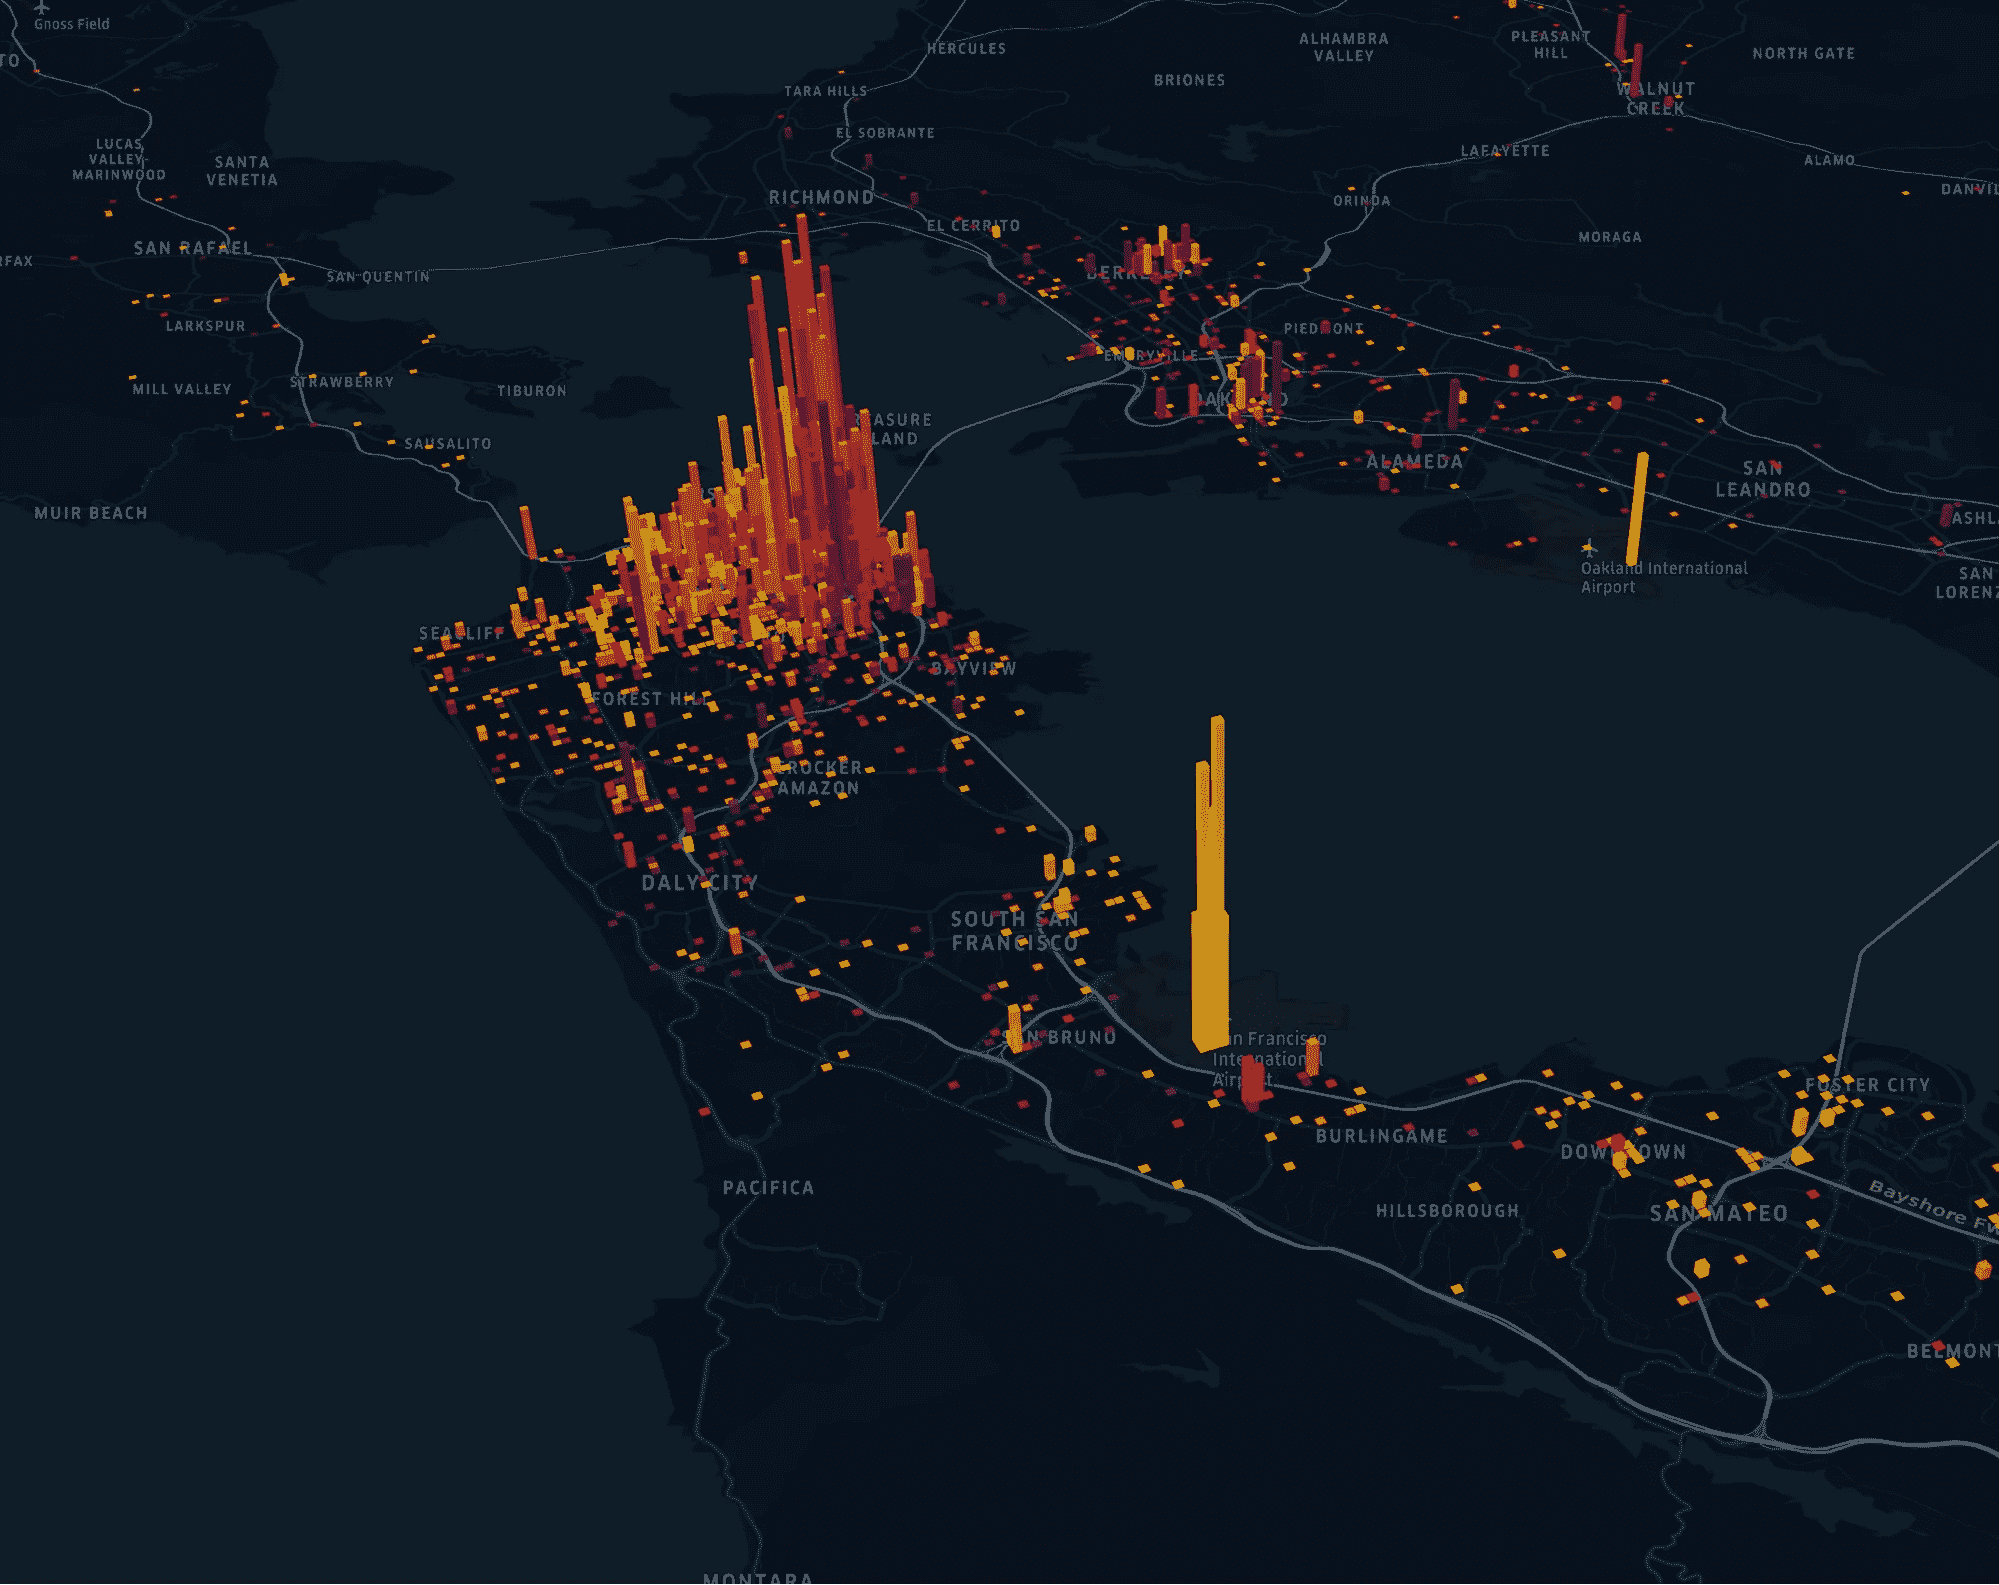 Gnoss Field
HERCULES
ALHAMBRA
VALLEY
PLEASANT
HILL
NORTH GATE
TO
BRIONES
TARA HILLS
WALNUT
CREEK
EL SOBRANTE
LUCAS
VALLEY-
MARINWOOD
SANTA
VENETIA
LAFAYETTE
ALAMO
DANVIL
RICHMOND
ORINDA
EL CERRITO
MORAGA
SAN RAFAEL
RFAX
SAN QUENTIN
BERKELEY
LARKSPUR
PIEDMONT
EMERYVILLE
STRAWBERRY
MILL VALLEY
TIBURON
OAKLAND
EASURE
LAND
SAUSALITO
ALAMEDA
SAN
LEANDRO
MUIR BEACH
ASHL
Oakland International
Airport
SAN
LORENZ
SEACLIFF
BAYVIEW
FOREST HILL
CROCKER
AMAZON
DALY CITY
SOUTH SAN
FRANCISCO
SAN BRUNO
San Francisco
International
Airport
FOSTER CITY
BURLINGAME
DOWNTOWN
PACIFICA
Bayshore Fw
HILLSBOROUGH
SAN MATEO
BELMONT
MONTARA